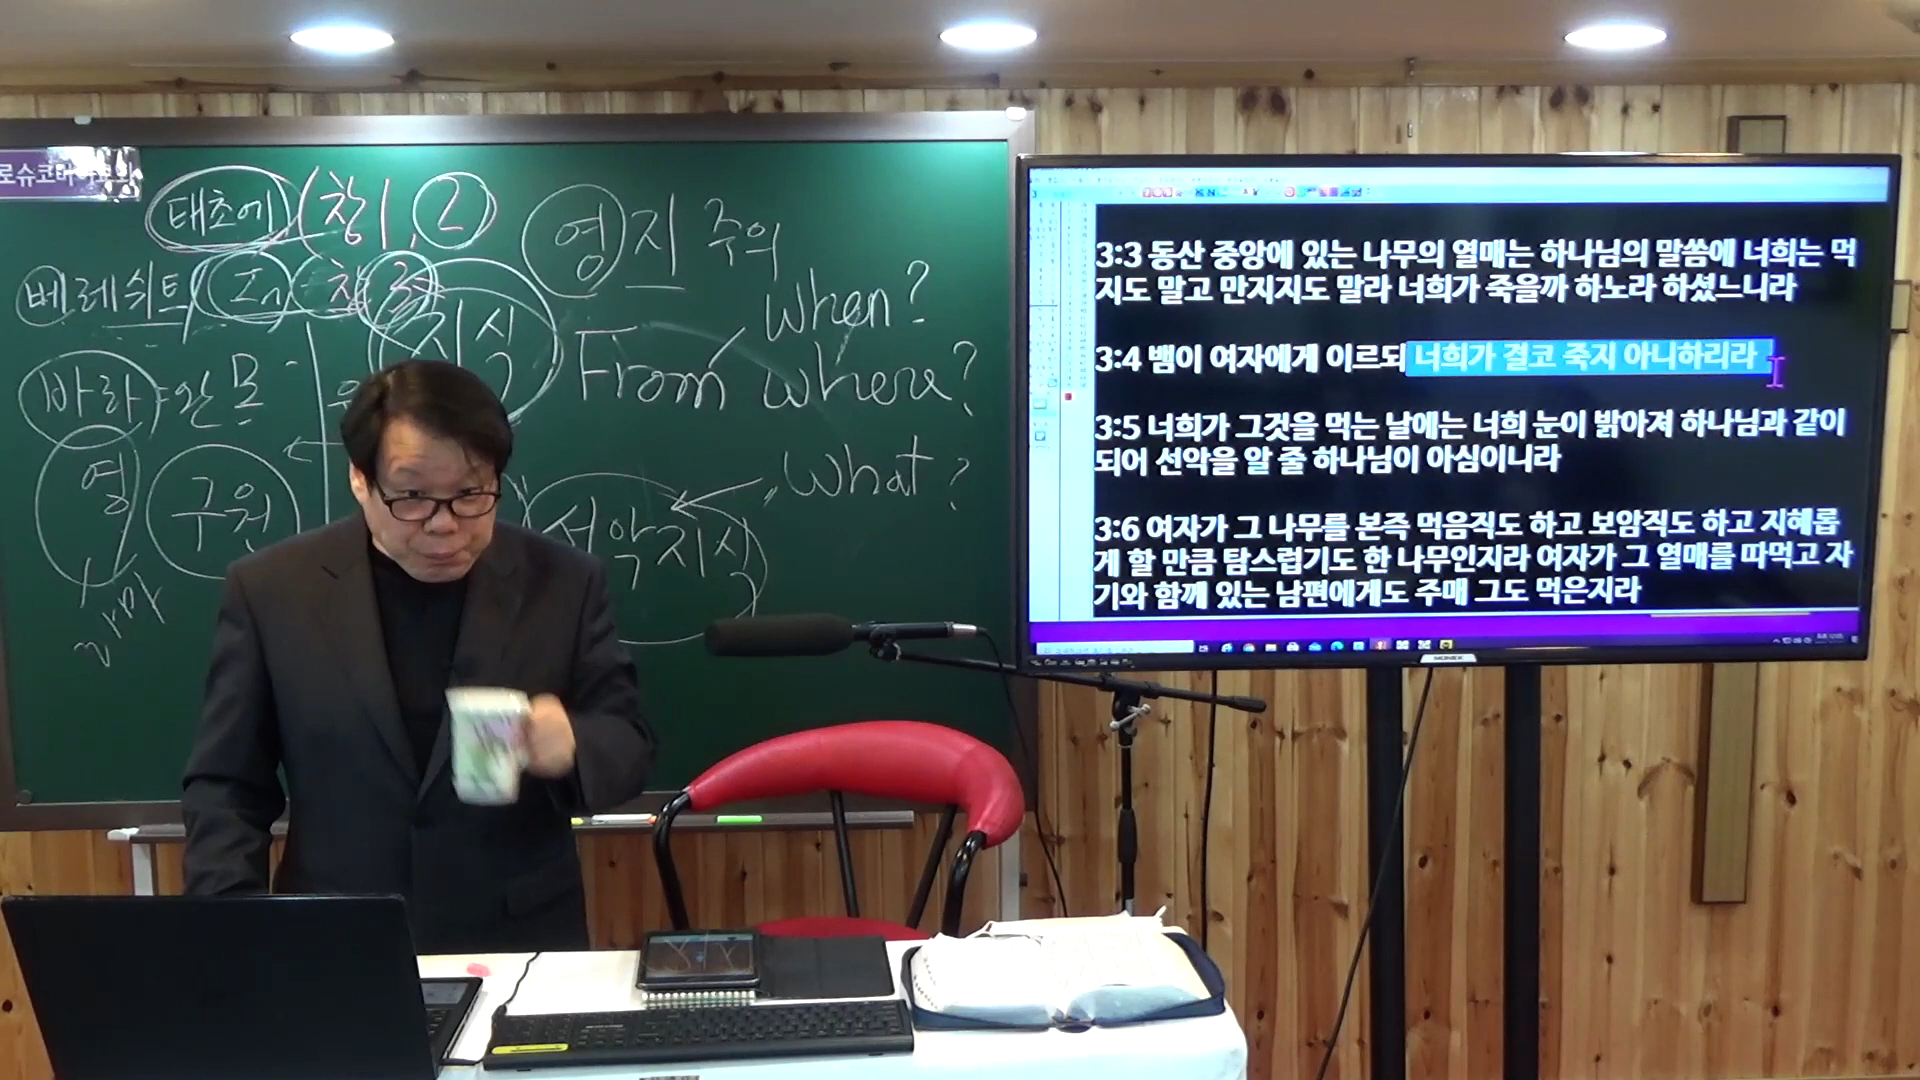 태초에 (창1,2
영지 주의
베레쉬트
지식
when?
From where?
바라
영
구원
what?
선악지식
3:3 동산 중앙에 있는 나무의 열매는 하나님의 말씀에 너희는 먹
지도 말고 만지지도 말라 너희가 죽을까 하노라 하셨느니라
3:4 뱀이 여자에게 이르되 너희가 결코 죽지 아니하리라
3:5 너희가 그것을 먹는 날에는 너희 눈이 밝아져 하나님과 같이
되어 선악을 알 줄 하나님이 아심이니라
3:6 여자가 그 나무를 본즉 먹음직도 하고 보암직도 하고 지혜롭
게 할 만큼 탐스럽기도 한 나무인지라 여자가 그 열매를 따먹고 자
기와 함께 있는 남편에게도 주매 그도 먹은지라